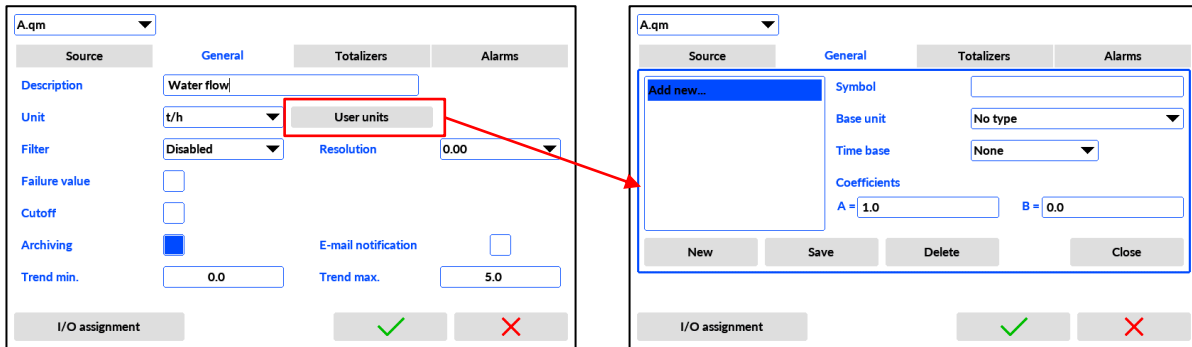 A.qm
Source General Totalizers Alarms
Description Water flow
Unit t/h User units
Filter Disabled Resolution 0.00
Failure value
Cutoff
Archiving E-mail notification
Trend min. 0.0 Trend max. 5.0
I/O assignment
A.qm
Source General Totalizers Alarms
Add new... Symbol
Base unit No type
Time base None
Coefficients
A = 1.0 B = 0.0
New Save Delete Close
I/O assignment